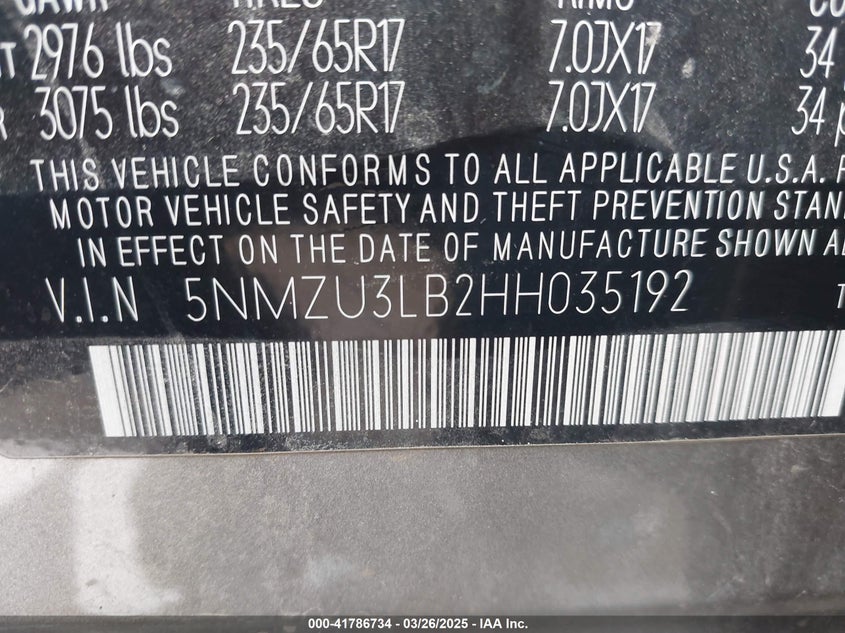 2976 lbs 235/65R17 7.0JX17 34
3075 lbs 235/65R17 7.0JX17 34
THIS VEHICLE CONFORMS TO ALL APPLICABLE U.S.A.
MOTOR VEHICLE SAFETY AND THEFT PREVENTION STAN
IN EFFECT ON THE DATE OF MANUFACTURE SHOWN A
V.I.N 5NMZU3LB2HH035192
000-41786734 - 03/26/2025 - IAA Inc.